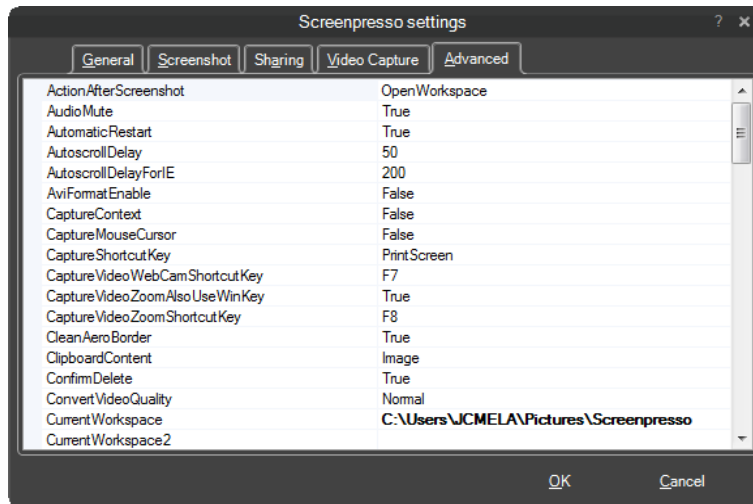 Screenpresso settings
? ×
General Screenshot Sharing Video Capture Advanced
ActionAfterScreenshot OpenWorkspace
AudioMute True
AutomaticRestart True
AutoscrollDelay 50
AutoscrollDelayForIE 200
AviFormatEnable False
CaptureContext False
CaptureMouseCursor False
CaptureShortcutKey PrintScreen
CaptureVideoWebCamShortcutKey F7
CaptureVideoZoomAlsoUseWinKey True
CaptureVideoZoomShortcutKey F8
CleanAeroBorder True
ClipboardContent Image
ConfirmDelete True
ConvertVideoQuality Normal
CurrentWorkspace C:\Users\JCMELA\Pictures\Screenpresso
CurrentWorkspace2
OK Cancel